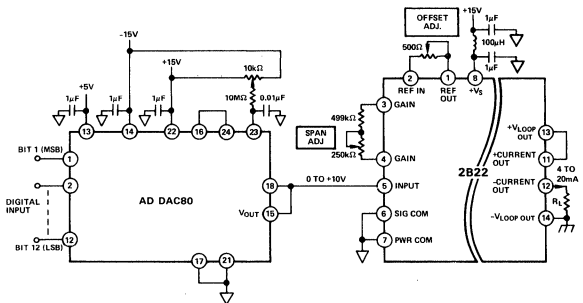 -15V
+15V
10kΩ
+5V
1µF
1µF
1µF
10MΩ
0.01µF
13
14
22
16
24
23
BIT 1 (MSB)
1
2
DIGITAL
INPUT
AD DAC80
18
VOUT
15
12
BIT 12 (LSB)
17
21
0 TO +10V
OFFSET
ADJ.
+15V
1µF
100µH
1µF
500Ω
2
1
8
REF IN
REF
OUT
+VS
3
GAIN
499kΩ
SPAN
ADJ
250kΩ
4
GAIN
5
INPUT
6
SIG COM
7
PWR COM
2B22
+VLOOP
OUT
13
+CURRENT
OUT
11
-CURRENT
OUT
12
4 TO
20mA
RL
-VLOOP OUT
14